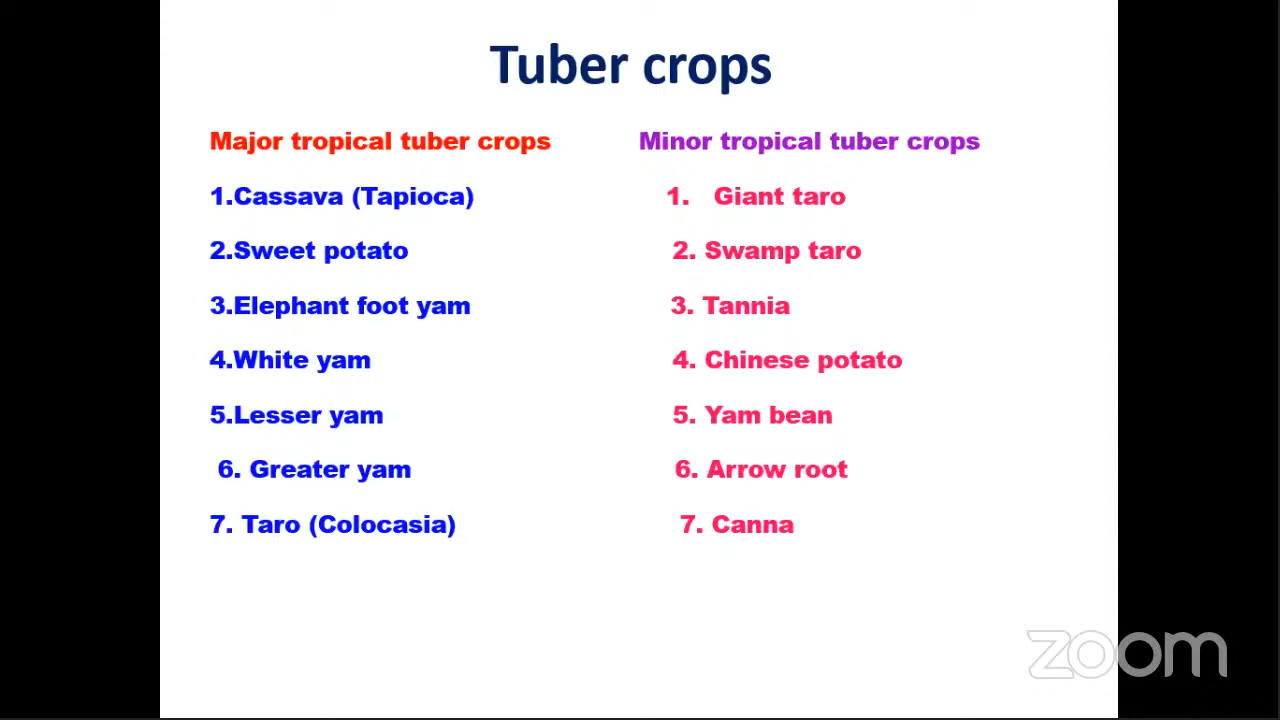 Tuber crops
Major tropical tuber crops
1.Cassava (Tapioca)
2.Sweet potato
3.Elephant foot yam
4.White yam
5.Lesser yam
6. Greater yam
7. Taro (Colocasia)
Minor tropical tuber crops
1. Giant taro
2. Swamp taro
3. Tannia
4. Chinese potato
5. Yam bean
6. Arrow root
7. Canna
zoom